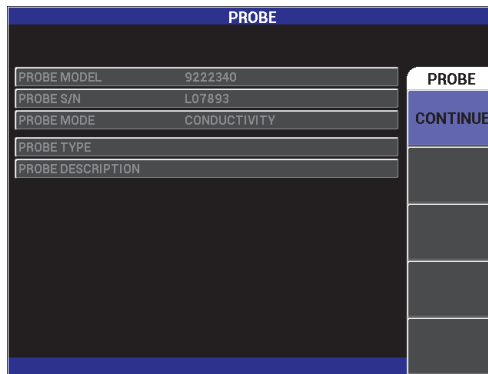 PROBE
PROBE MODEL 9222340
PROBE S/N L07893
PROBE MODE CONDUCTIVITY
PROBE TYPE
PROBE DESCRIPTION
PROBE
CONTINUE